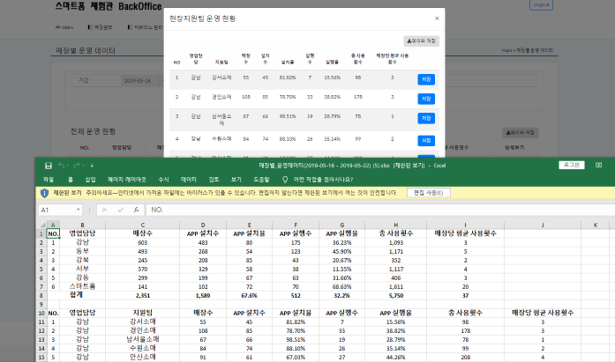 스마트홈 체험관 BackOffice
Logout
현장지원팀 운영 현황
×
매장별 운영 데이터
데이터 저장
기간
2019-05-16
NO 영업담당 지원팀 매장수 설치수 설치율 실행수 실행율 총 사용횟수 매장당 평균 사용횟수
1 강남 강서소매 55 45 81.82% 7 15.56% 98 3 저장
2 강남 경인소매 108 85 78.70% 33 38.82% 178 3 저장
3 강남 남서울소매 67 66 98.51% 19 28.79% 78 1 저장
4 강남 수원소매 84 74 88.10% 26 35.14% 99 2 저장
전체 운영 현황
NO. 영업담당
상세보기
매장별_운영데이터(2019-05-16 ~ 2019-05-22) (5).xlsx [제한된 보기] - Excel
로그인
파일 홈 삽입 페이지 레이아웃 수식 데이터 검토 보기 도움말 어떤 작업을 원하시나요?
제한된 보기 주의하세요—인터넷에서 가져온 파일에는 바이러스가 있을 수 있습니다. 편집하지 않는다면 제한된 보기에서 여는 것이 안전합니다. 편집 사용(E)
A1 fx NO.
A B C D E F G H I J K
1 NO. 영업담당 매장수 APP 설치수 APP 설치율 APP 실행수 APP 실행율 총 사용횟수 매장당 평균 사용횟수
2 1 강남 603 483 80 175 36.23% 1,093 3
3 2 동부 493 268 54 123 45.90% 1,171 5
4 3 강북 245 208 85 43 20.67% 352 2
5 4 서부 570 329 58 38 11.55% 1,117 4
6 5 강동 299 199 67 63 31.66% 406 3
7 6 스마트홈 141 102 72 70 68.63% 1,611 20
8 합계 2,351 1,589 67.6% 512 32.2% 5,750 37
9
10 NO. 영업담당 지원팀 매장수 APP 설치수 APP 설치율 APP 실행수 APP 실행율 총 사용횟수 매장당 평균 사용횟수
11 1 강남 강서소매 55 45 81.82% 7 15.56% 98 3
12 2 강남 경인소매 108 85 78.70% 33 38.82% 178 3
13 3 강남 남서울소매 67 66 98.51% 19 28.79% 78 1
14 4 강남 수원소매 84 74 88.10% 26 35.14% 99 2
15 5 강남 안산소매 91 61 67.03% 27 44.26% 208 4